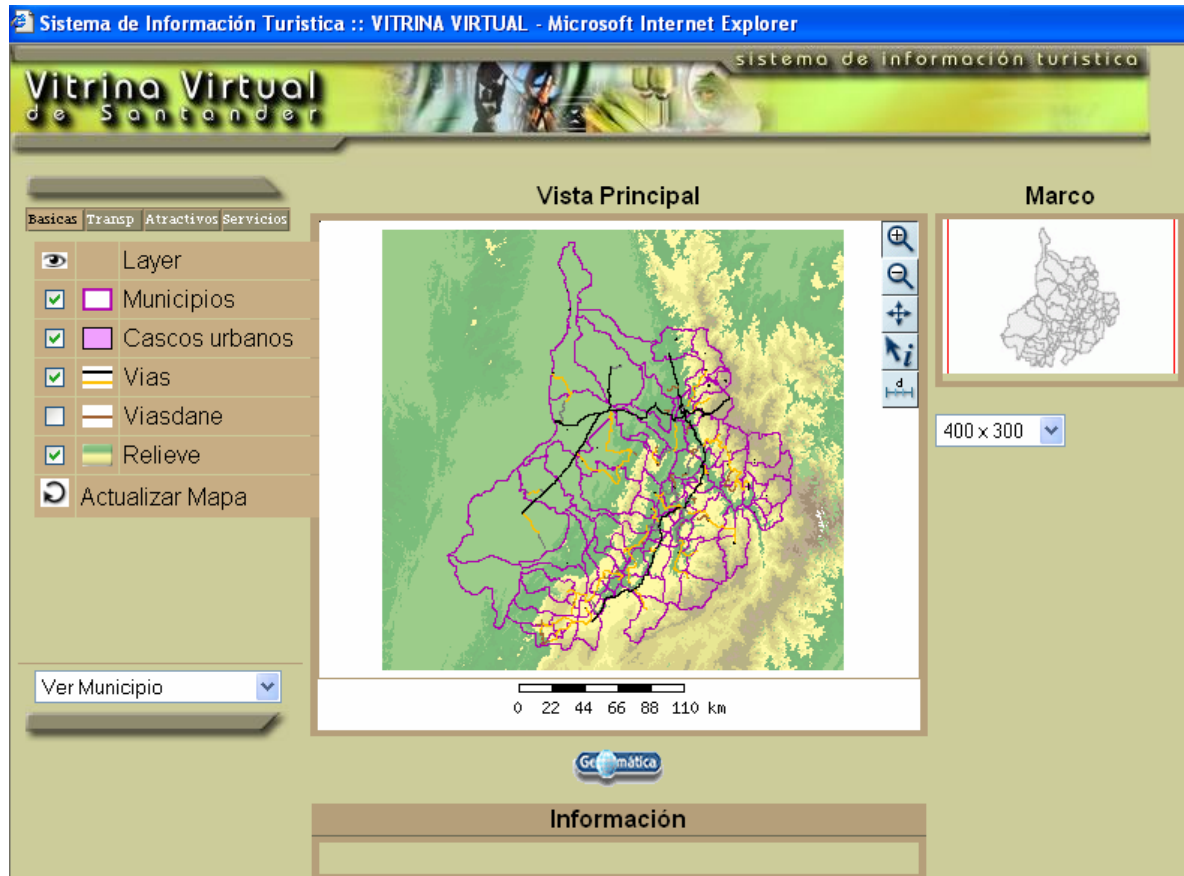 Sistema de Información Turistica :: VITRINA VIRTUAL - Microsoft Internet Explorer
sistema de información turistica
Vitrina Virtual
de Santander
Vista Principal
Marco
Basicas Transp Atractivos Servicios
Layer
Municipios
Cascos urbanos
Vias
Viasdane
Relieve
Actualizar Mapa
i
d
400 x 300
Ver Municipio
0 22 44 66 88 110 km
Geomática
Información